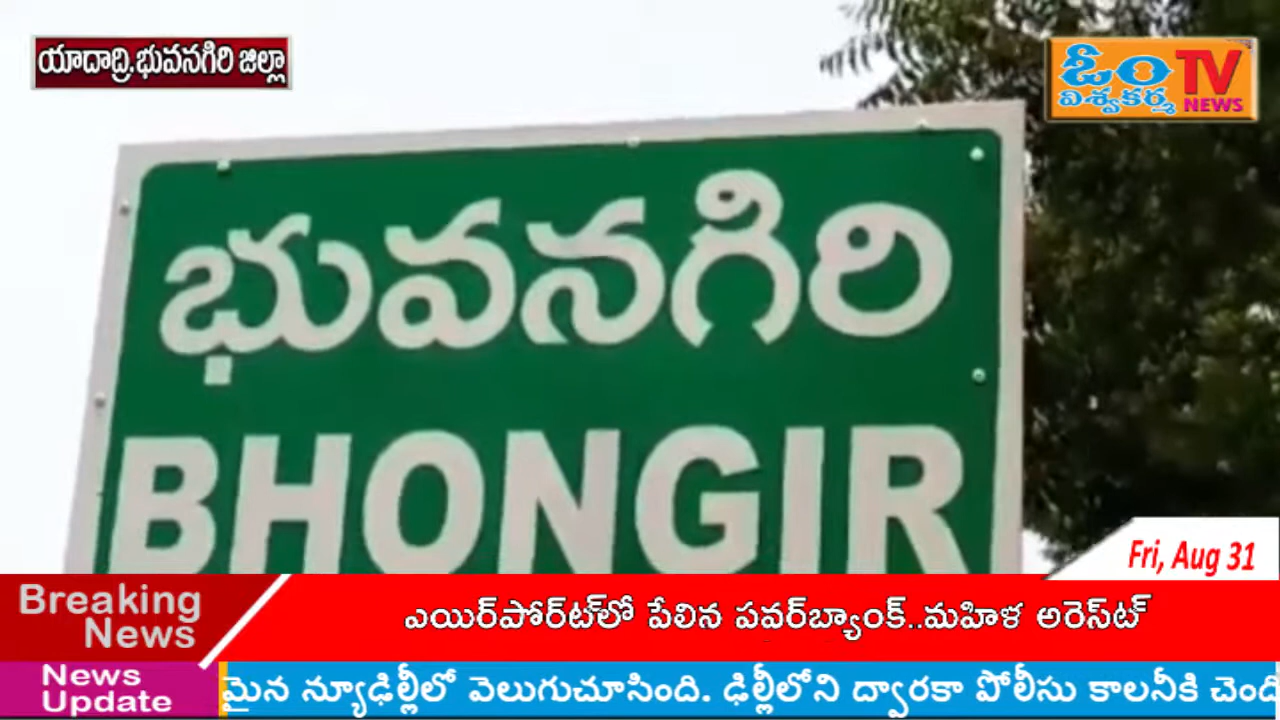 యాదాద్రి.భువనగిరి జిల్లా
ఓం TV
విశ్వకర్మ NEWS
భువనగిరి
BHONGIR
Fri, Aug 31
Breaking
News
ఎయిర్‌పోర్ట్‌లో పేలిన పవర్‌బ్యాంక్..మహిళ అరెస్ట్
News
Update
మైన న్యూఢిల్లీలో వెలుగుచూసింది. ఢిల్లీలోని ద్వారకా పోలీసు కాలనీకి చెంది